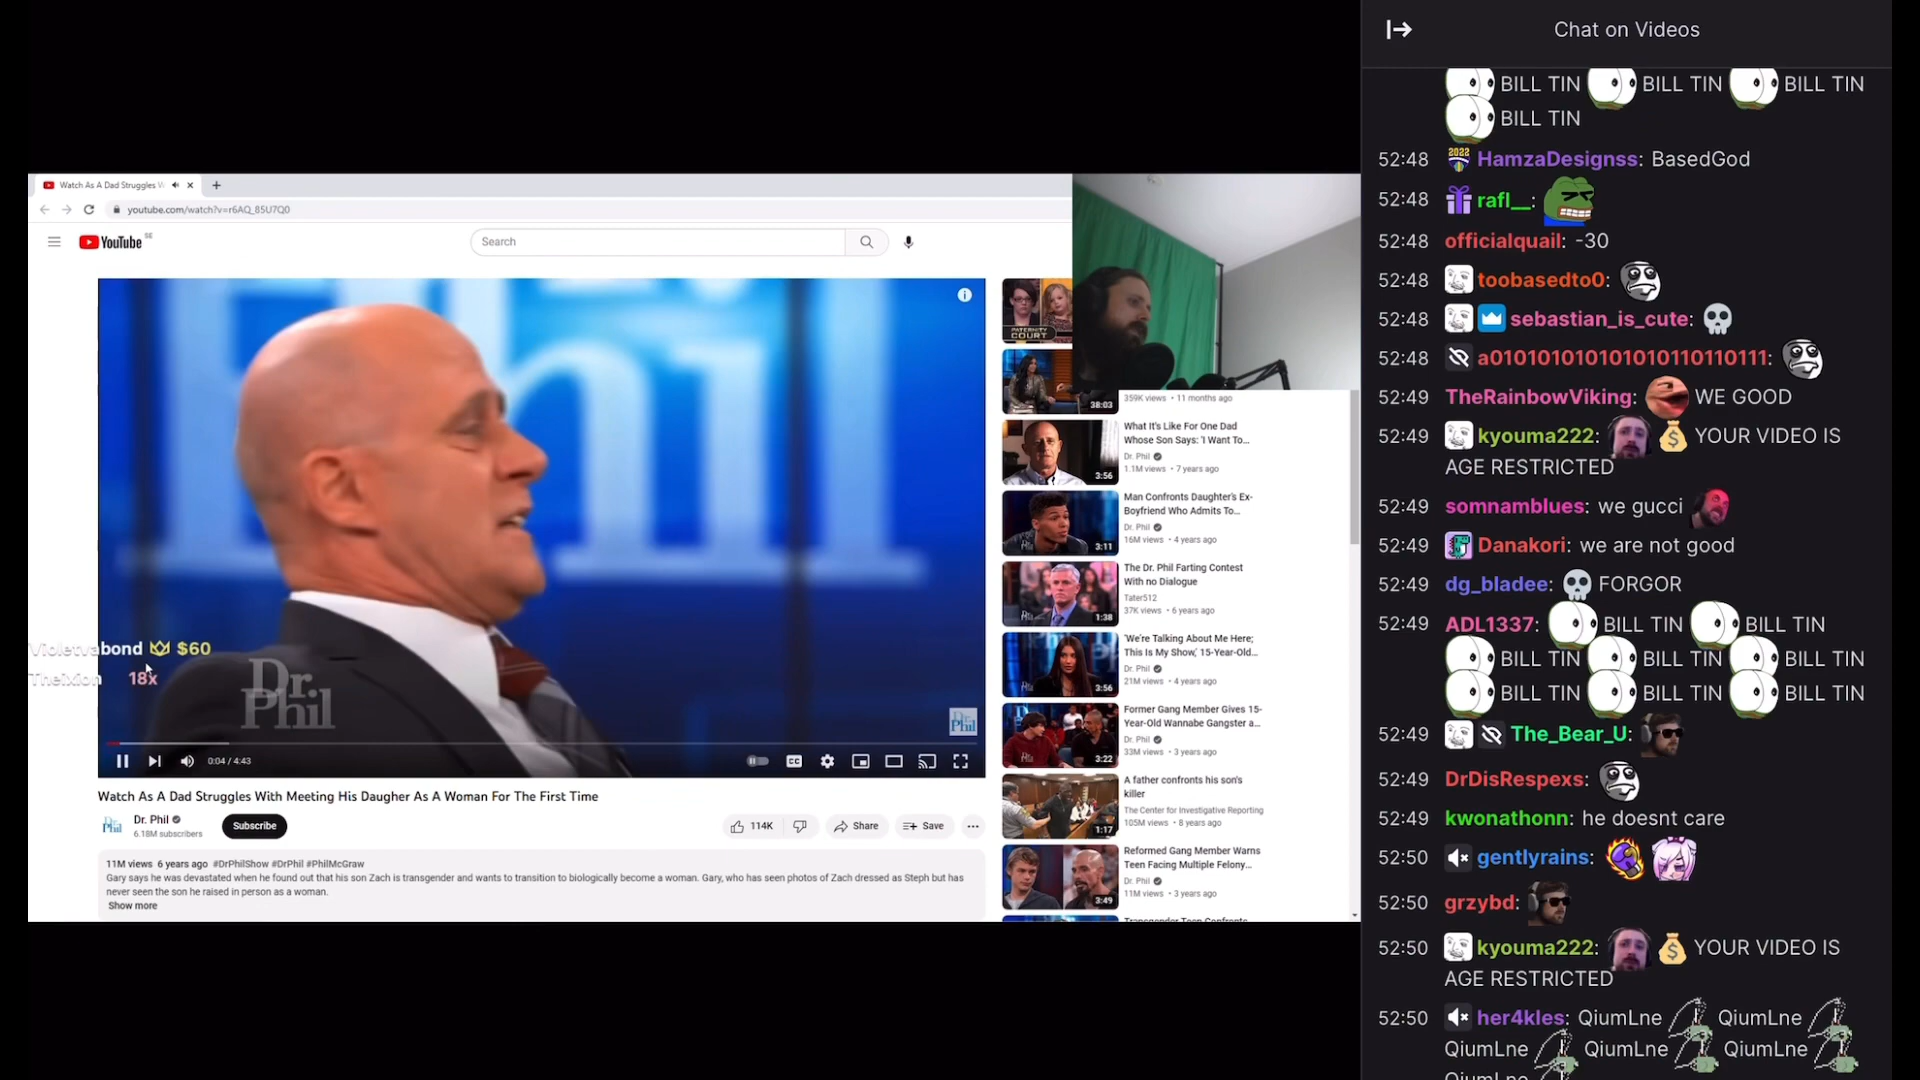 Chat on Videos
BILL TIN BILL TIN BILL TIN
BILL TIN
52:48 2022 HamzaDesignss: BasedGod
52:48 rafl__:
52:48 officialquail: -30
52:48 toobasedto0:
52:48 sebastian_is_cute:
52:48 a010101010101010110110111:
52:49 TheRainbowViking: WE GOOD
52:49 kyouma222: YOUR VIDEO IS
AGE RESTRICTED
52:49 somnamblues: we gucci
52:49 Danakori: we are not good
52:49 dg_bladee: FORGOR
52:49 ADL1337: BILL TIN BILL TIN
BILL TIN BILL TIN BILL TIN
BILL TIN BILL TIN BILL TIN
52:49 The_Bear_U:
52:49 DrDisRespexs:
52:49 kwonathonn: he doesnt care
52:50 gentlyrains:
52:50 grzybd:
52:50 kyouma222: YOUR VIDEO IS
AGE RESTRICTED
52:50 her4kles: QiumLne QiumLne
QiumLne QiumLne QiumLne
QiumLne
Watch As A Dad Struggles
youtube.com/watch?v=r6AQ_85U7Q0
YouTube SE
Search
hil
Violetvabond $60
Theixion 18x
Dr.
Phil
Dr.
Phil
0:04 / 4:43
CC
Watch As A Dad Struggles With Meeting His Daugher As A Woman For The First Time
Dr. Phil
6.18M subscribers
Subscribe
114K
Share
Save
11M views 6 years ago #DrPhilShow #DrPhil #PhilMcGraw
Gary says he was devastated when he found out that his son Zach is transgender and wants to transition to biologically become a woman. Gary, who has seen photos of Zach dressed as Steph but has
never seen the son he raised in person as a woman.
Show more
PATERNITY
COURT
38:03
359K views • 11 months ago
What It's Like For One Dad
Whose Son Says: 'I Want To...
Dr. Phil
1.1M views • 7 years ago
3:56
Man Confronts Daughter's Ex-
Boyfriend Who Admits To...
Dr. Phil
16M views • 4 years ago
3:11
The Dr. Phil Farting Contest
With no Dialogue
Tater512
37K views • 6 years ago
1:38
'We're Talking About Me Here;
This Is My Show,' 15-Year-Old...
Dr. Phil
21M views • 4 years ago
3:56
Former Gang Member Gives 15-
Year-Old Wannabe Gangster a...
Dr. Phil
33M views • 3 years ago
3:22
A father confronts his son's
killer
The Center for Investigative Reporting
105M views • 8 years ago
1:17
Reformed Gang Member Warns
Teen Facing Multiple Felony...
Dr. Phil
11M views • 3 years ago
3:49
Transgender Teen Confronts